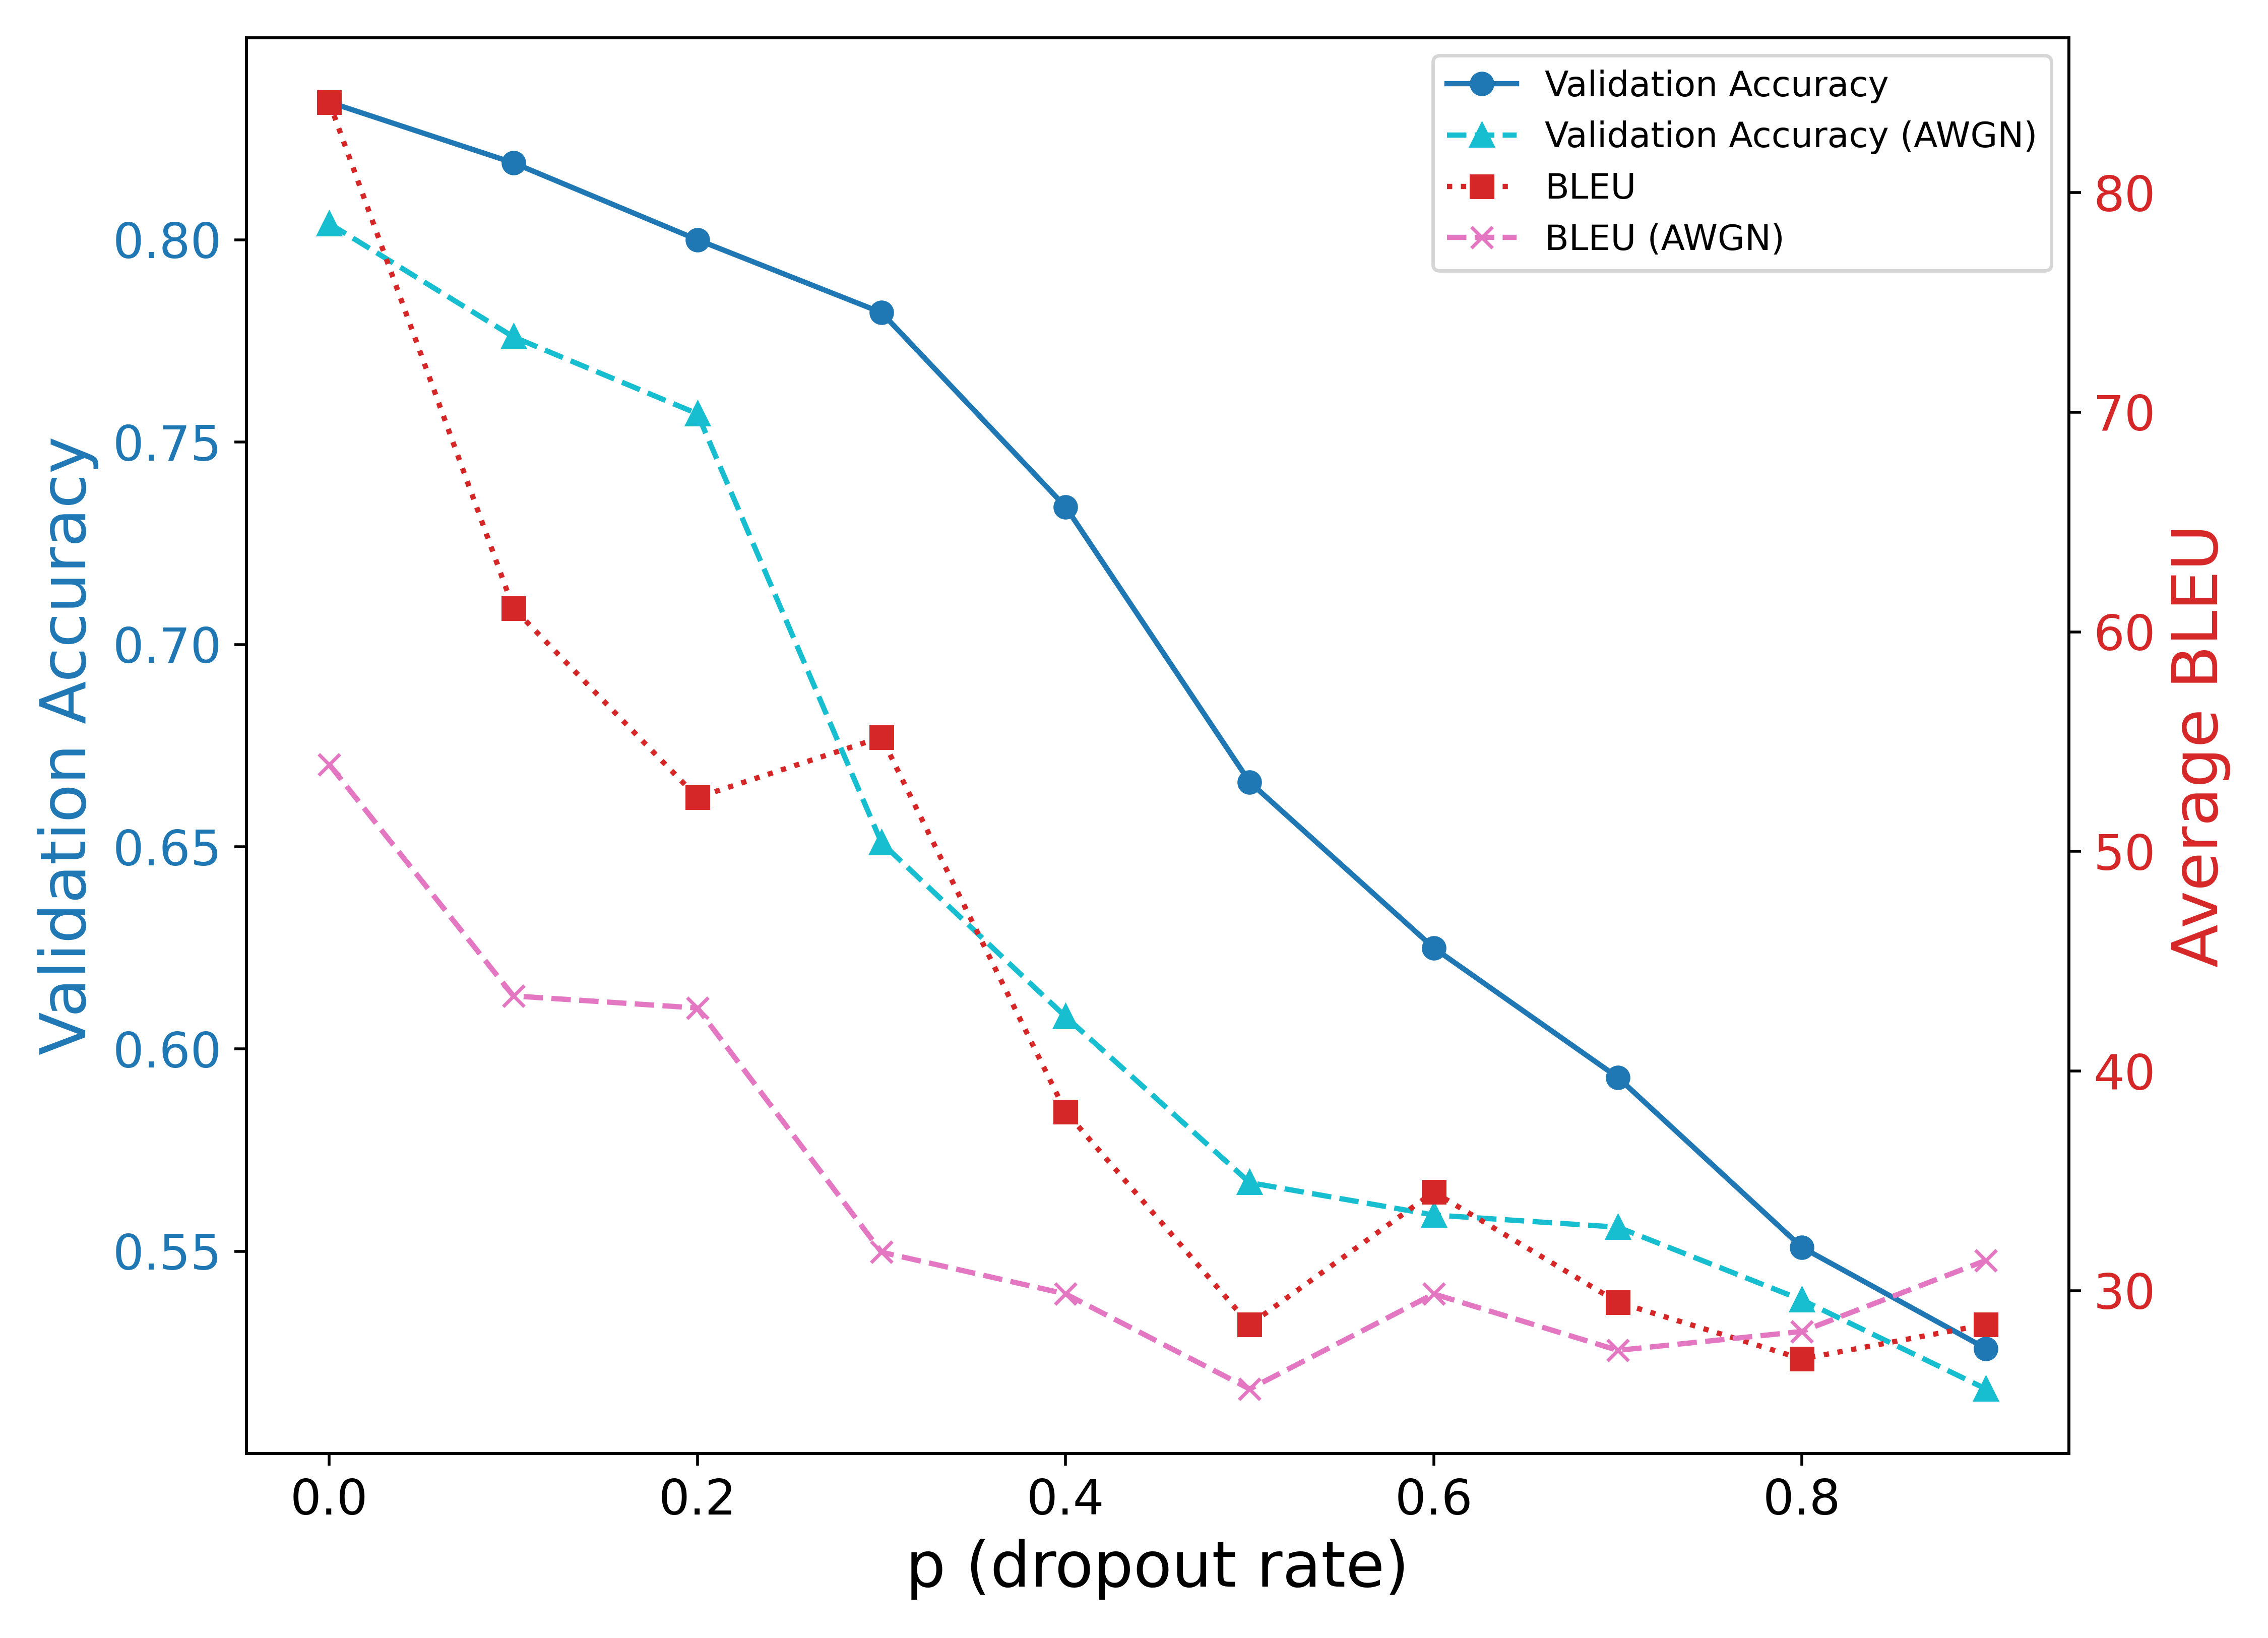 Validation Accuracy
Validation Accuracy (AWGN)
BLEU
BLEU (AWGN)
Validation Accuracy
0.80
0.75
0.70
0.65
0.60
0.55
80
70
60
50
40
30
Average BLEU
0.0
0.2
0.4
0.6
0.8
p (dropout rate)